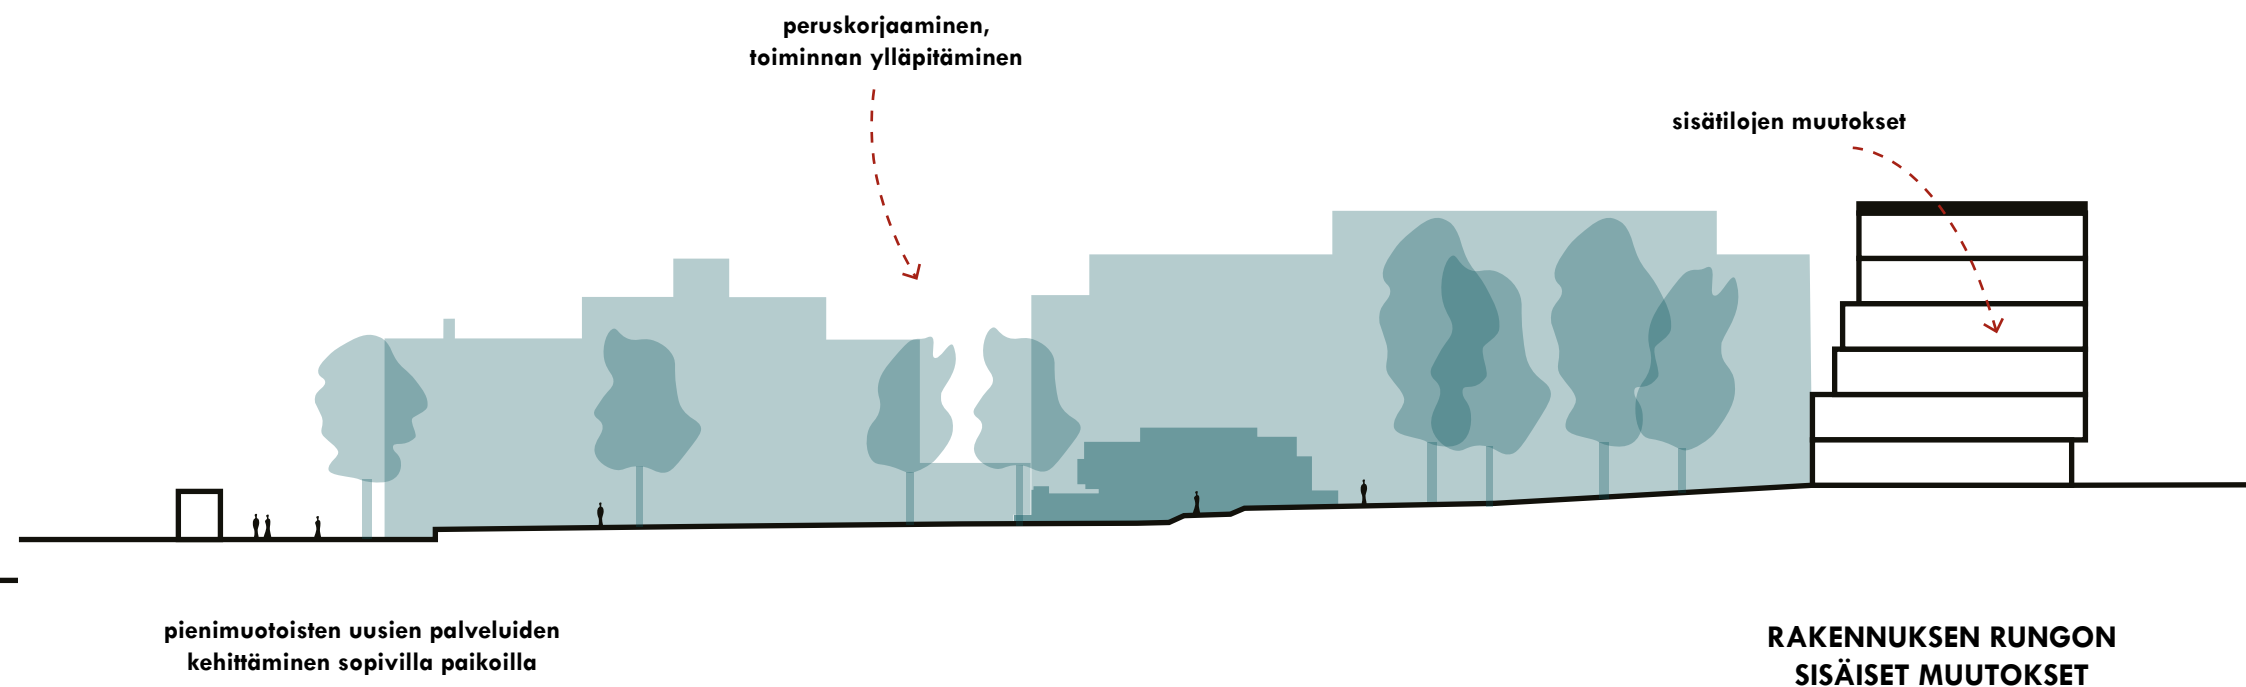 peruskorjaaminen,
toiminnan ylläpitäminen
sisätilojen muutokset
pienimuotoisten uusien palveluiden
kehittäminen sopivilla paikoilla
RAKENNUKSEN RUNGON
SISÄISET MUUTOKSET